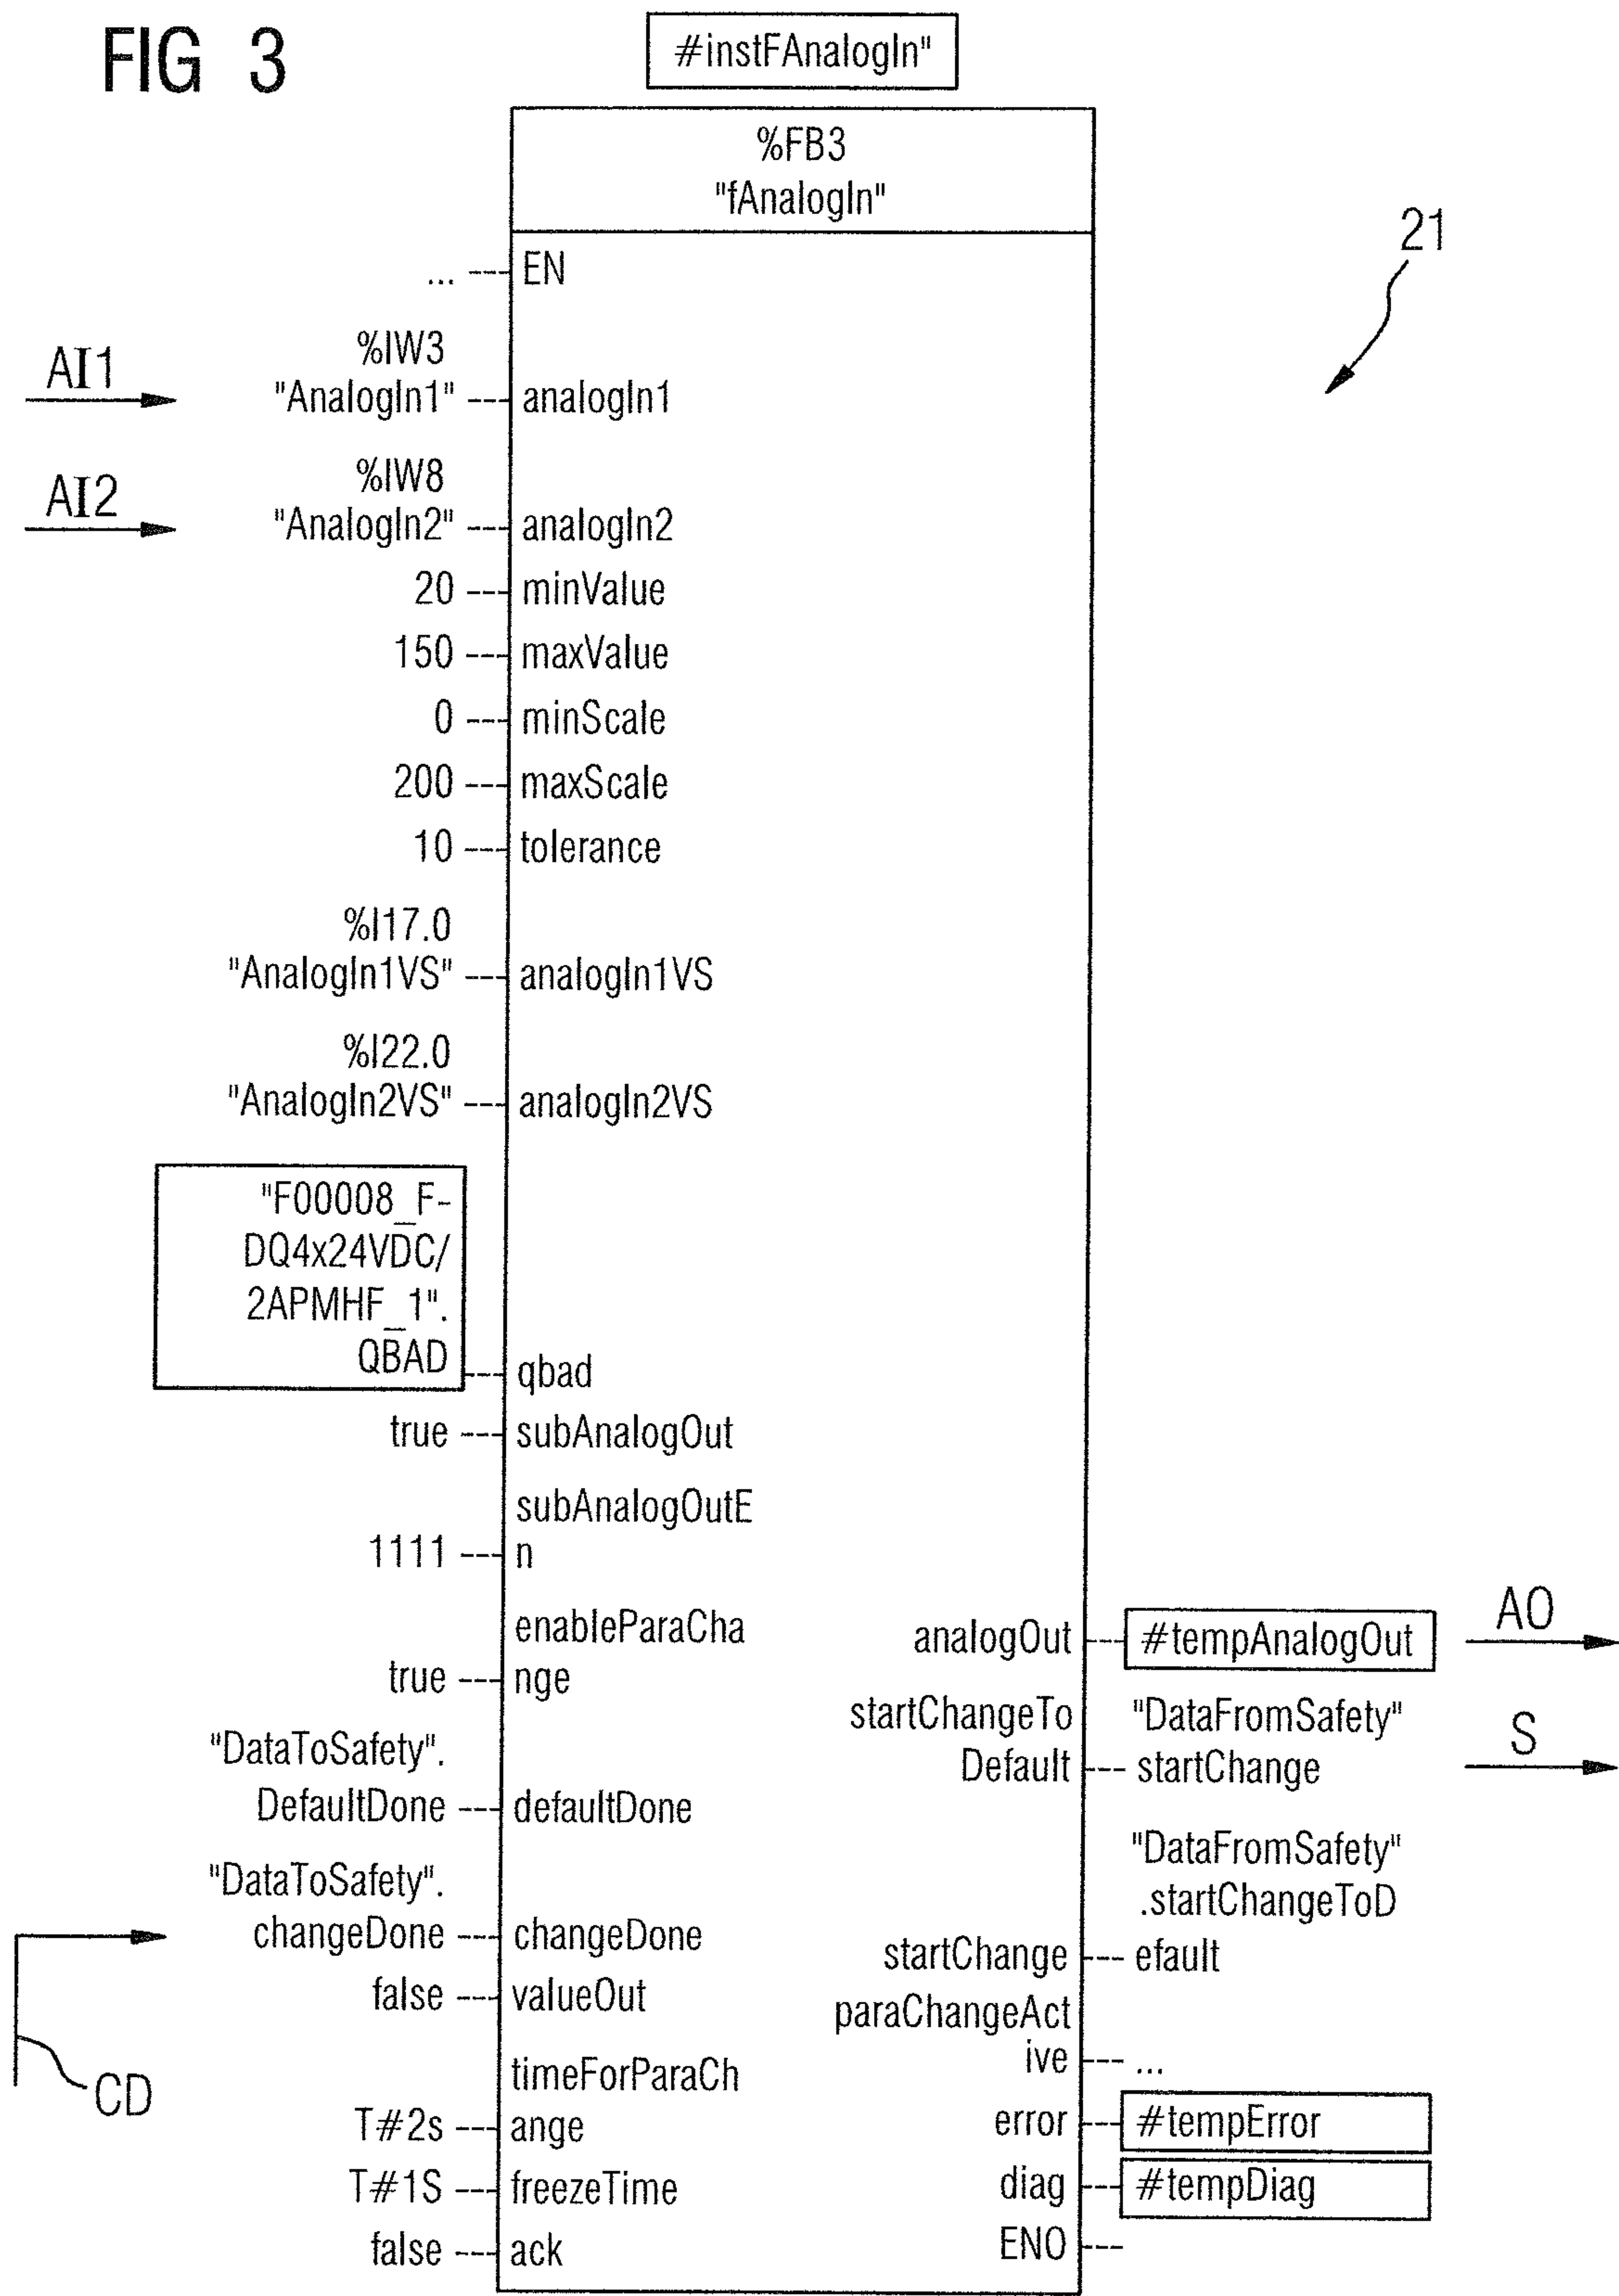 FIG 3
#instFAnalogIn"
%FB3
"fAnalogIn"
21
... EN
%IW3
AI1
"AnalogIn1" analogIn1
%IW8
AI2
"AnalogIn2" analogIn2
20 minValue
150 maxValue
0 minScale
200 maxScale
10 tolerance
%I17.0
"AnalogIn1VS" analogIn1VS
%I22.0
"AnalogIn2VS" analogIn2VS
"F00008_F-
DQ4x24VDC/
2APMHF_1".
QBAD
qbad
true subAnalogOut
subAnalogOutE
1111 n
enableParaCha
true nge
"DataToSafety".
DefaultDone defaultDone
"DataToSafety".
changeDone changeDone
CD
false valueOut
timeForParaCh
T#2s ange
T#1S freezeTime
false ack
analogOut #tempAnalogOut AO
startChangeTo "DataFromSafety"
Default startChange S
"DataFromSafety"
.startChangeToD
startChange efault
paraChangeAct
ive ...
error #tempError
diag #tempDiag
ENO